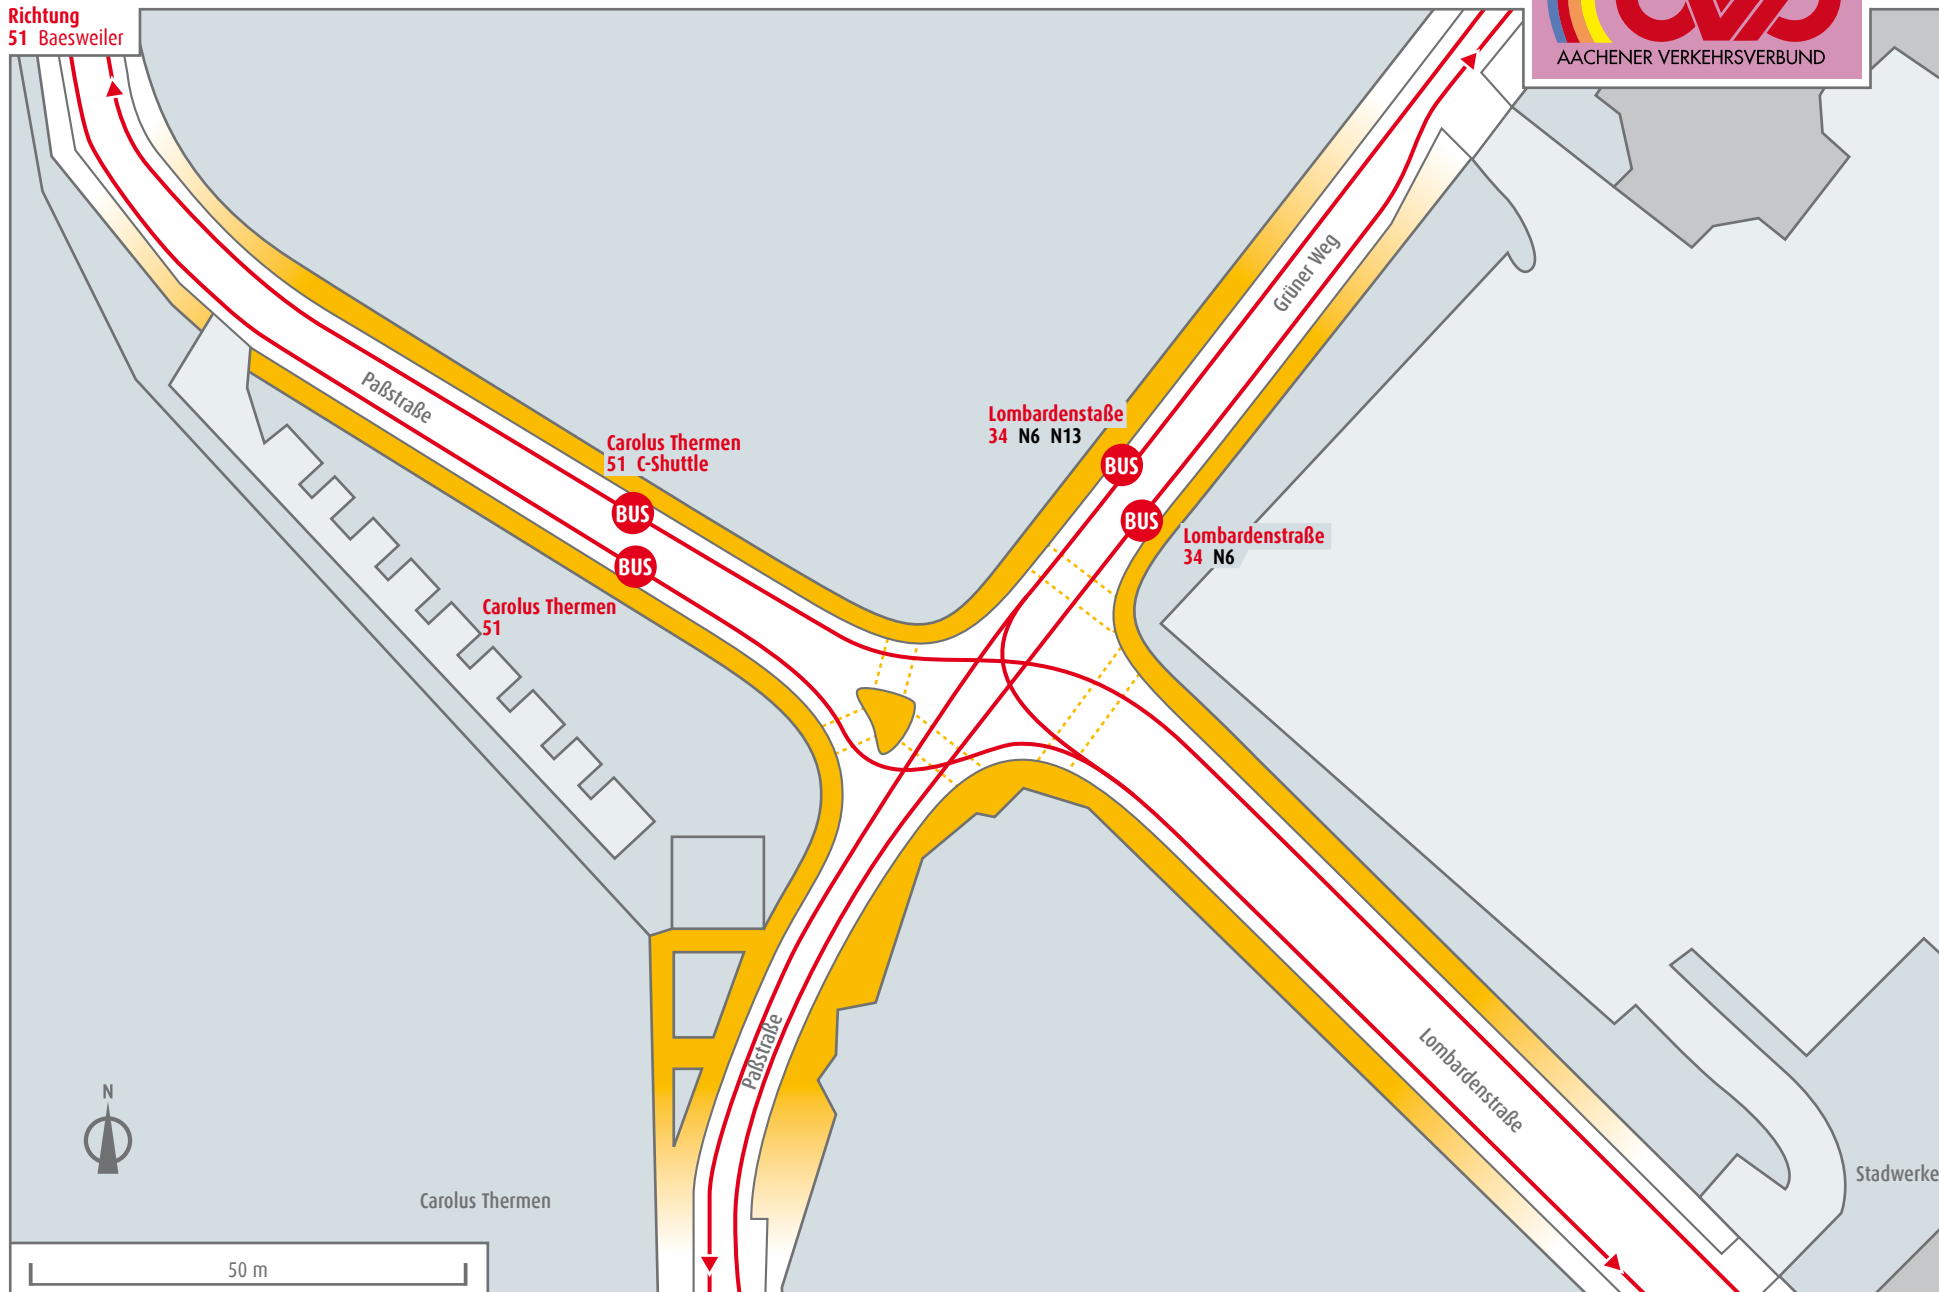 Richtung
51 Baesweiler
AACHENER VERKEHRSVERBUND
Grüner Weg
Paßstraße
Lombardenstaße
34 N6 N13
BUS
Carolus Thermen
51 C-Shuttle
BUS
BUS
Lombardenstraße
34 N6
BUS
Carolus Thermen
51
Paßstraße
Lombardenstraße
N
Stadwerke
Carolus Thermen
50 m